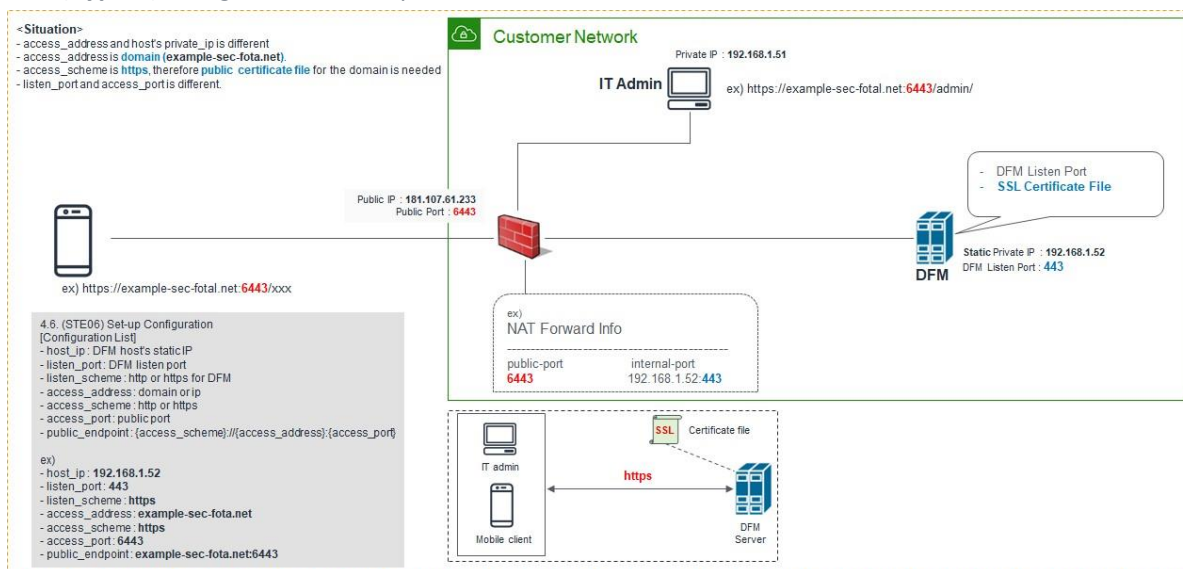 <Situation>
- access_address and host's private_ip is different
- access_address is domain (example-sec-fota.net).
- access_scheme is https, therefore public certificate file for the domain is needed
- listen_port and access_port is different.
Customer Network
Private IP : 192.168.1.51
IT Admin
ex) https://example-sec-fotal.net:6443/admin/
- DFM Listen Port
- SSL Certificate File
Public IP : 181.107.61.233
Public Port : 6443
Static Private IP : 192.168.1.52
DFM Listen Port : 443
DFM
ex) https://example-sec-fotal.net:6443/xxx
ex)
NAT Forward Info
public-port internal-port
6443 192.168.1.52:443
4.6. (STE06) Set-up Configuration
[Configuration List]
- host_ip : DFM host's static IP
- listen_port : DFM listen port
- listen_scheme : http or https for DFM
- access_address : domain or ip
- access_scheme : http or https
- access_port : public port
- public_endpoint : {access_scheme}://{access_address}:{access_port}
ex)
- host_ip : 192.168.1.52
- listen_port : 443
- listen_scheme : https
- access_address : example-sec-fota.net
- access_scheme : https
- access_port : 6443
- public_endpoint : example-sec-fota.net:6443
SSL Certificate file
IT admin
https
Mobile client
DFM
Server